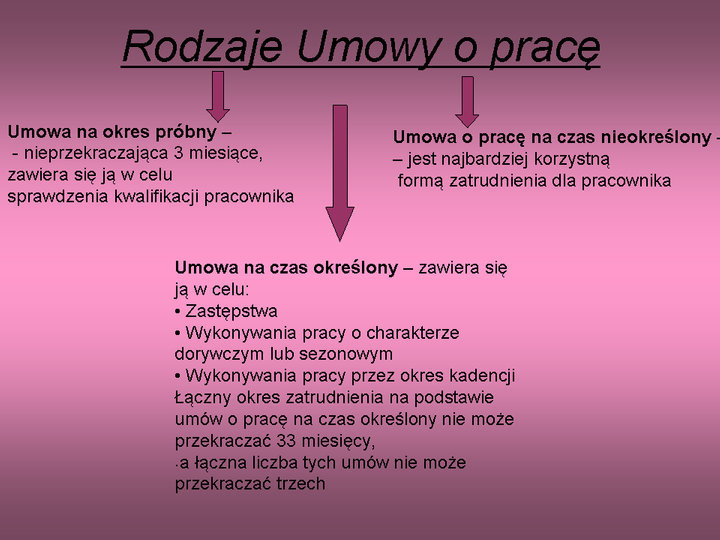 Rodzaje Umowy o pracę
Umowa na okres próbny –
- nieprzekraczająca 3 miesiące,
zawiera się ją w celu
sprawdzenia kwalifikacji pracownika
Umowa o pracę na czas nieokreślony -
– jest najbardziej korzystną
formą zatrudnienia dla pracownika
Umowa na czas określony – zawiera się
ją w celu:
• Zastępstwa
• Wykonywania pracy o charakterze
dorywczym lub sezonowym
• Wykonywania pracy przez okres kadencji
Łączny okres zatrudnienia na podstawie
umów o pracę na czas określony nie może
przekraczać 33 miesięcy,
·a łączna liczba tych umów nie może
przekraczać trzech